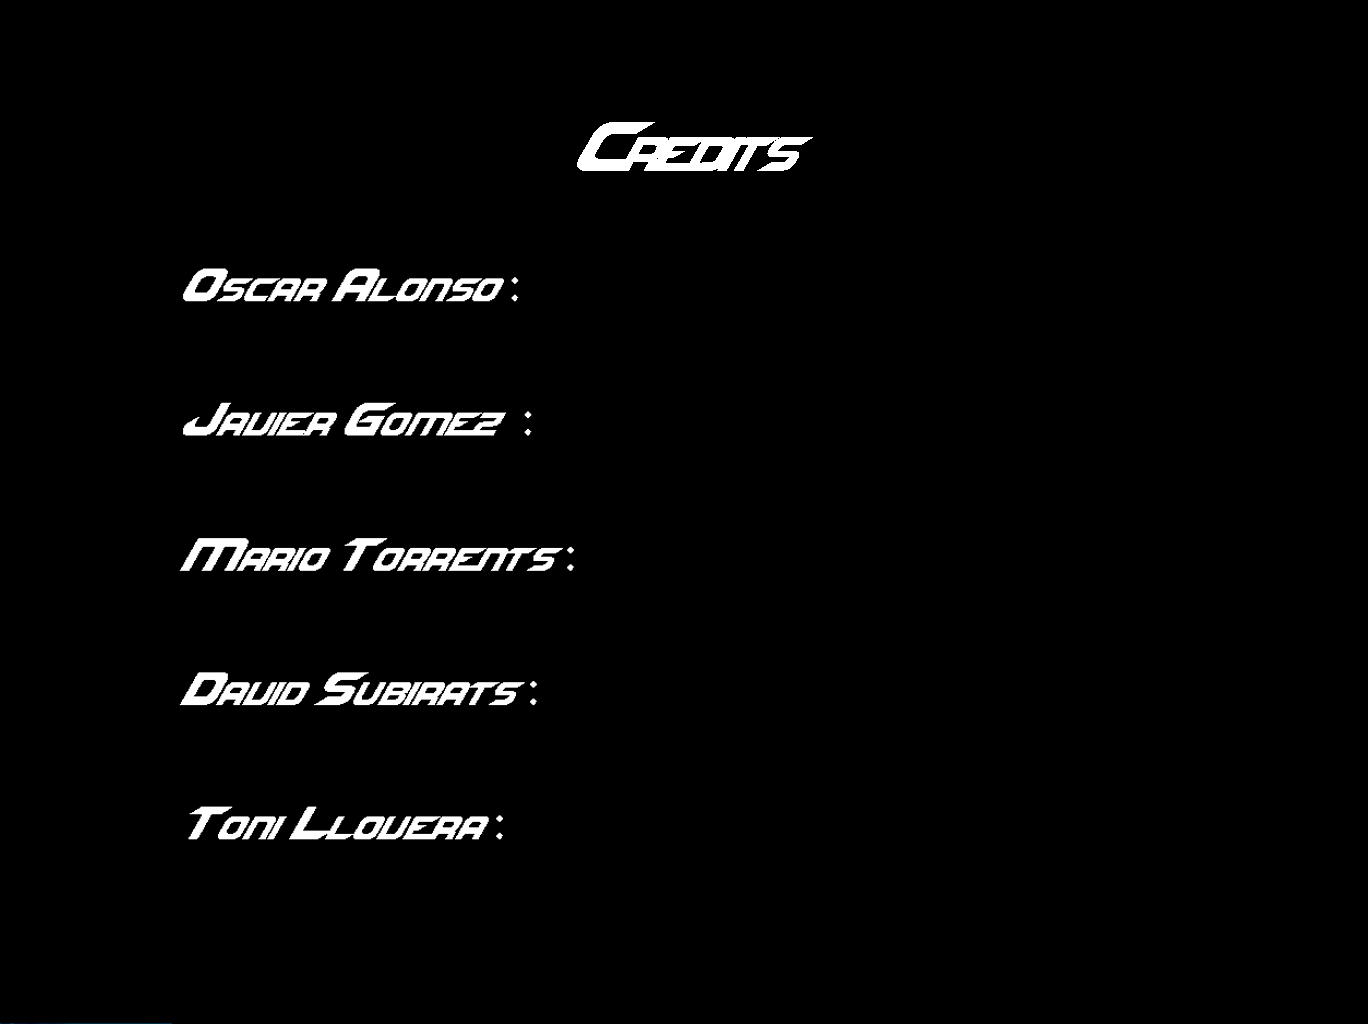 Credits
Oscar Alonso:
Javier Gomez :
Mario Torrents:
David Subirats:
Toni Llovera: